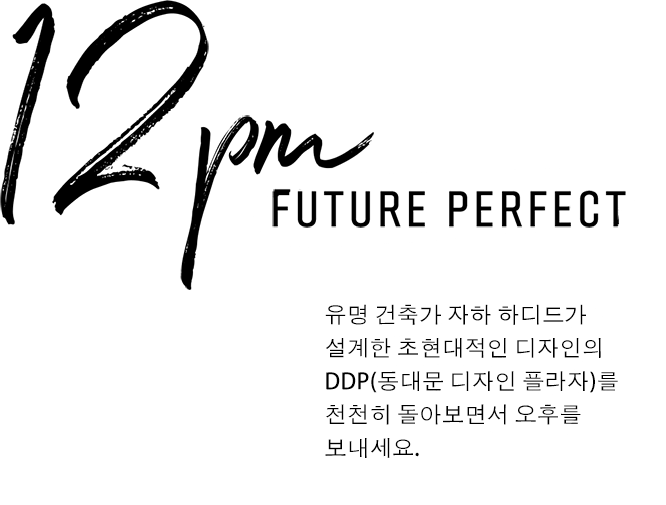 12pm
FUTURE PERFECT
유명 건축가 자하 하디드가
설계한 초현대적인 디자인의
DDP(동대문 디자인 플라자)를
천천히 돌아보면서 오후를
보내세요.